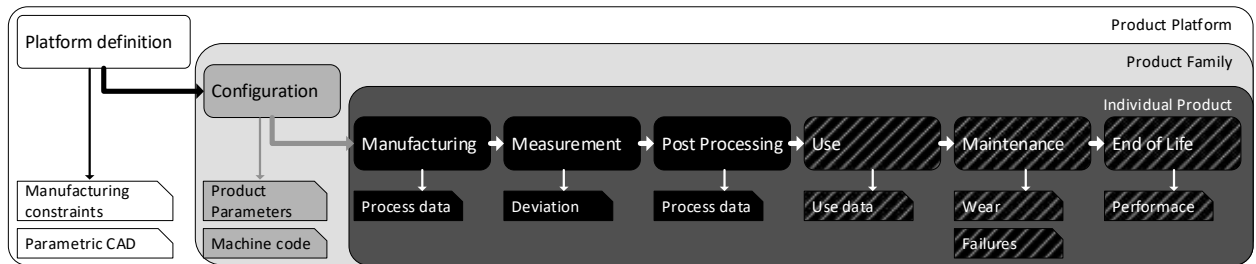 Product Platform
Platform definition
Product Family
Configuration
Individual Product
Manufacturing
Measurement
Post Processing
Use
Maintenance
End of Life
Manufacturing
constraints
Parametric CAD
Product
Parameters
Machine code
Process data
Deviation
Process data
Use data
Wear
Failures
Performace